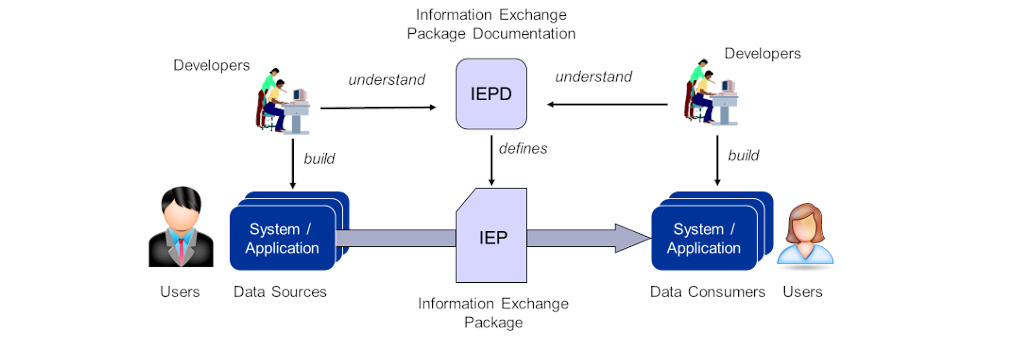 Information Exchange
Package Documentation
Developers
understand
IEPD
understand
Developers
build
defines
build
System /
Application
IEP
System /
Application
Users
Data Sources
Information Exchange
Package
Data Consumers
Users